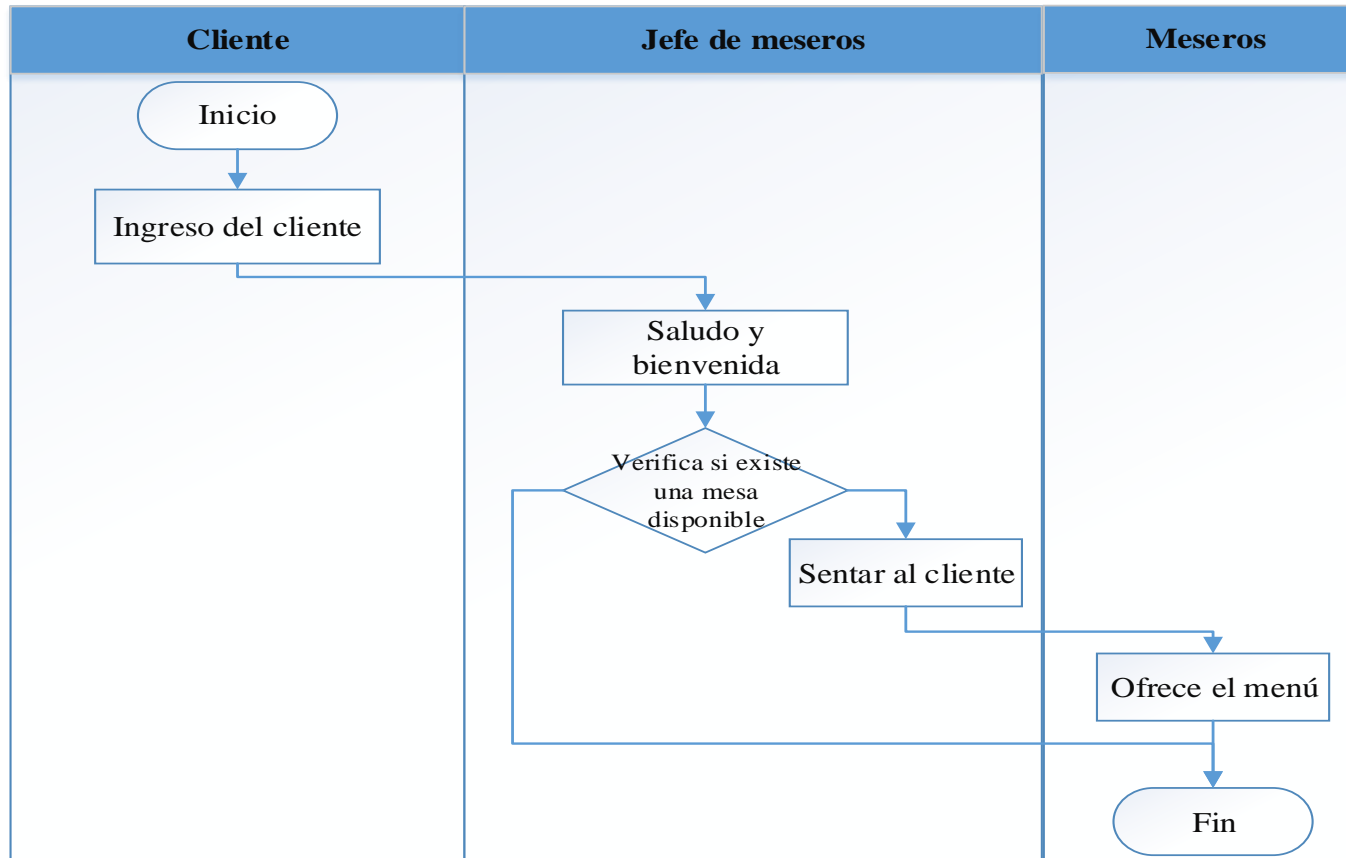 Cliente
Jefe de meseros
Meseros
Inicio
Ingreso del cliente
Saludo y
bienvenida
Verifica si existe
una mesa
disponible
Sentar al cliente
Ofrece el menú
Fin